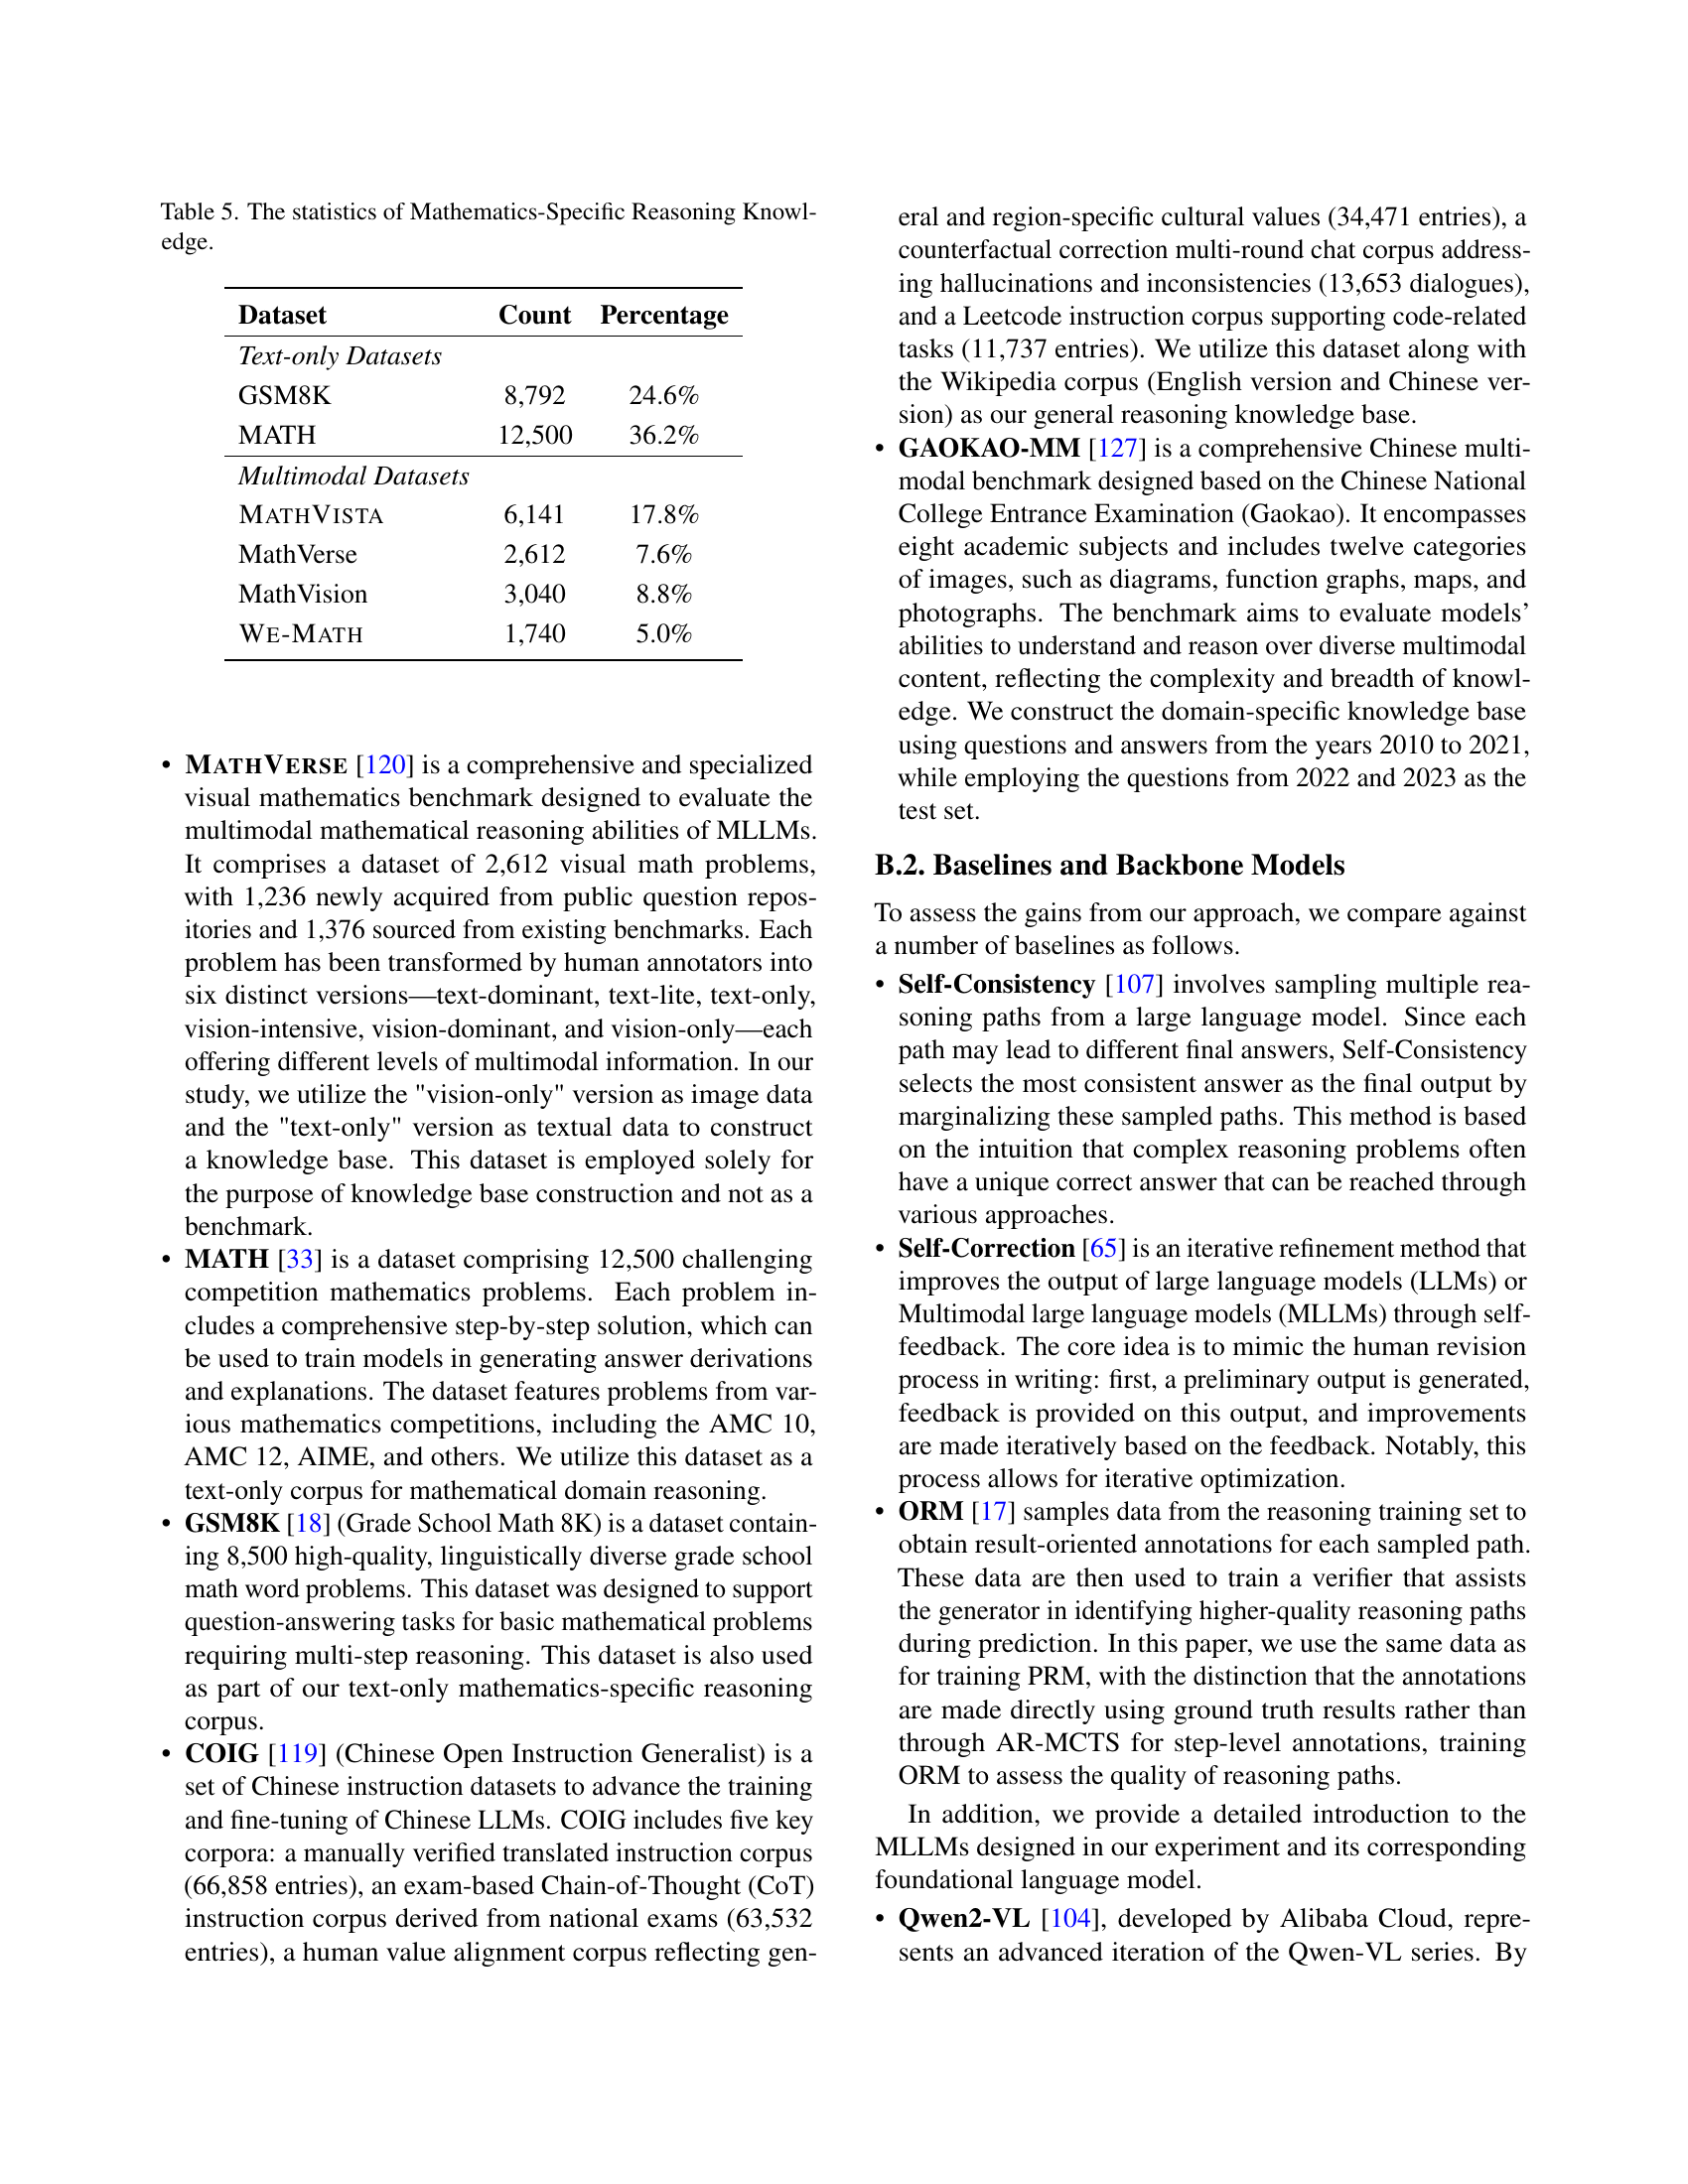 Table 5. The statistics of Mathematics-Specific Reasoning Knowl-
edge.
Dataset Count Percentage
Text-only Datasets
GSM8K 8,792 24.6%
MATH 12,500 36.2%
Multimodal Datasets
MATHVISTA 6,141 17.8%
MathVerse 2,612 7.6%
MathVision 3,040 8.8%
WE-MATH 1,740 5.0%
• MATHVERSE [120] is a comprehensive and specialized
visual mathematics benchmark designed to evaluate the
multimodal mathematical reasoning abilities of MLLMs.
It comprises a dataset of 2,612 visual math problems,
with 1,236 newly acquired from public question repos-
itories and 1,376 sourced from existing benchmarks. Each
problem has been transformed by human annotators into
six distinct versions—text-dominant, text-lite, text-only,
vision-intensive, vision-dominant, and vision-only—each
offering different levels of multimodal information. In our
study, we utilize the "vision-only" version as image data
and the "text-only" version as textual data to construct
a knowledge base. This dataset is employed solely for
the purpose of knowledge base construction and not as a
benchmark.
• MATH [33] is a dataset comprising 12,500 challenging
competition mathematics problems. Each problem in-
cludes a comprehensive step-by-step solution, which can
be used to train models in generating answer derivations
and explanations. The dataset features problems from var-
ious mathematics competitions, including the AMC 10,
AMC 12, AIME, and others. We utilize this dataset as a
text-only corpus for mathematical domain reasoning.
• GSM8K [18] (Grade School Math 8K) is a dataset contain-
ing 8,500 high-quality, linguistically diverse grade school
math word problems. This dataset was designed to support
question-answering tasks for basic mathematical problems
requiring multi-step reasoning. This dataset is also used
as part of our text-only mathematics-specific reasoning
corpus.
• COIG [119] (Chinese Open Instruction Generalist) is a
set of Chinese instruction datasets to advance the training
and fine-tuning of Chinese LLMs. COIG includes five key
corpora: a manually verified translated instruction corpus
(66,858 entries), an exam-based Chain-of-Thought (CoT)
instruction corpus derived from national exams (63,532
entries), a human value alignment corpus reflecting gen-
eral and region-specific cultural values (34,471 entries), a
counterfactual correction multi-round chat corpus address-
ing hallucinations and inconsistencies (13,653 dialogues),
and a Leetcode instruction corpus supporting code-related
tasks (11,737 entries). We utilize this dataset along with
the Wikipedia corpus (English version and Chinese ver-
sion) as our general reasoning knowledge base.
• GAOKAO-MM [127] is a comprehensive Chinese multi-
modal benchmark designed based on the Chinese National
College Entrance Examination (Gaokao). It encompasses
eight academic subjects and includes twelve categories
of images, such as diagrams, function graphs, maps, and
photographs. The benchmark aims to evaluate models'
abilities to understand and reason over diverse multimodal
content, reflecting the complexity and breadth of knowl-
edge. We construct the domain-specific knowledge base
using questions and answers from the years 2010 to 2021,
while employing the questions from 2022 and 2023 as the
test set.
B.2. Baselines and Backbone Models
To assess the gains from our approach, we compare against
a number of baselines as follows.
• Self-Consistency [107] involves sampling multiple rea-
soning paths from a large language model. Since each
path may lead to different final answers, Self-Consistency
selects the most consistent answer as the final output by
marginalizing these sampled paths. This method is based
on the intuition that complex reasoning problems often
have a unique correct answer that can be reached through
various approaches.
• Self-Correction [65] is an iterative refinement method that
improves the output of large language models (LLMs) or
Multimodal large language models (MLLMs) through self-
feedback. The core idea is to mimic the human revision
process in writing: first, a preliminary output is generated,
feedback is provided on this output, and improvements
are made iteratively based on the feedback. Notably, this
process allows for iterative optimization.
• ORM [17] samples data from the reasoning training set to
obtain result-oriented annotations for each sampled path.
These data are then used to train a verifier that assists
the generator in identifying higher-quality reasoning paths
during prediction. In this paper, we use the same data as
for training PRM, with the distinction that the annotations
are made directly using ground truth results rather than
through AR-MCTS for step-level annotations, training
ORM to assess the quality of reasoning paths.
In addition, we provide a detailed introduction to the
MLLMs designed in our experiment and its corresponding
foundational language model.
• Qwen2-VL [104], developed by Alibaba Cloud, repre-
sents an advanced iteration of the Qwen-VL series. By